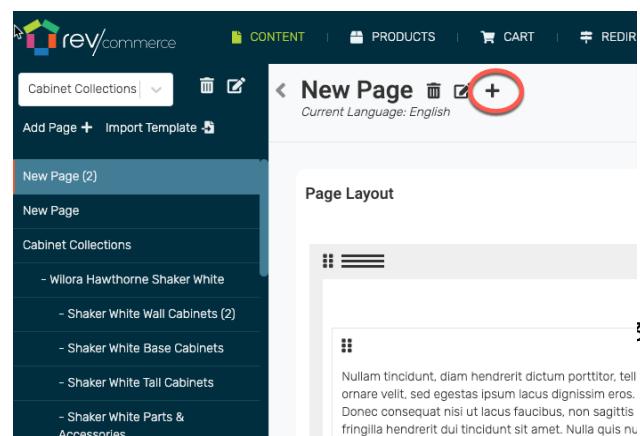 rev/commerce
CONTENT
PRODUCTS
CART
REDIR
Cabinet Collections
New Page
Current Language: English
Add Page
Import Template
New Page (2)
New Page
Cabinet Collections
- Wilora Hawthorne Shaker White
- Shaker White Wall Cabinets (2)
- Shaker White Base Cabinets
- Shaker White Tall Cabinets
- Shaker White Parts &
Accessories
Page Layout
Nullam tincidunt, diam hendrerit dictum porttitor, tell
ornare velit, sed egestas ipsum lacus dignissim eros.
Donec consequat nisi ut lacus faucibus, non sagittis
fringilla hendrerit dui tincidunt sit amet. Nulla quis nu